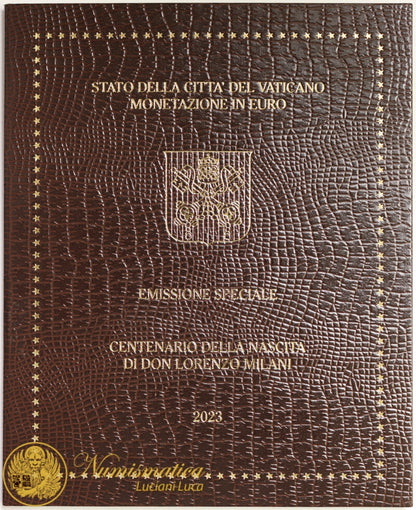 STATO DELLA CITTA' DEL VATICANO
MONETAZIONE IN EURO
EMISSIONE SPECIALE
CENTENARIO DELLA NASCITA
DI DON LORENZO MILANI
2023
Numismatica
Luciani Luca